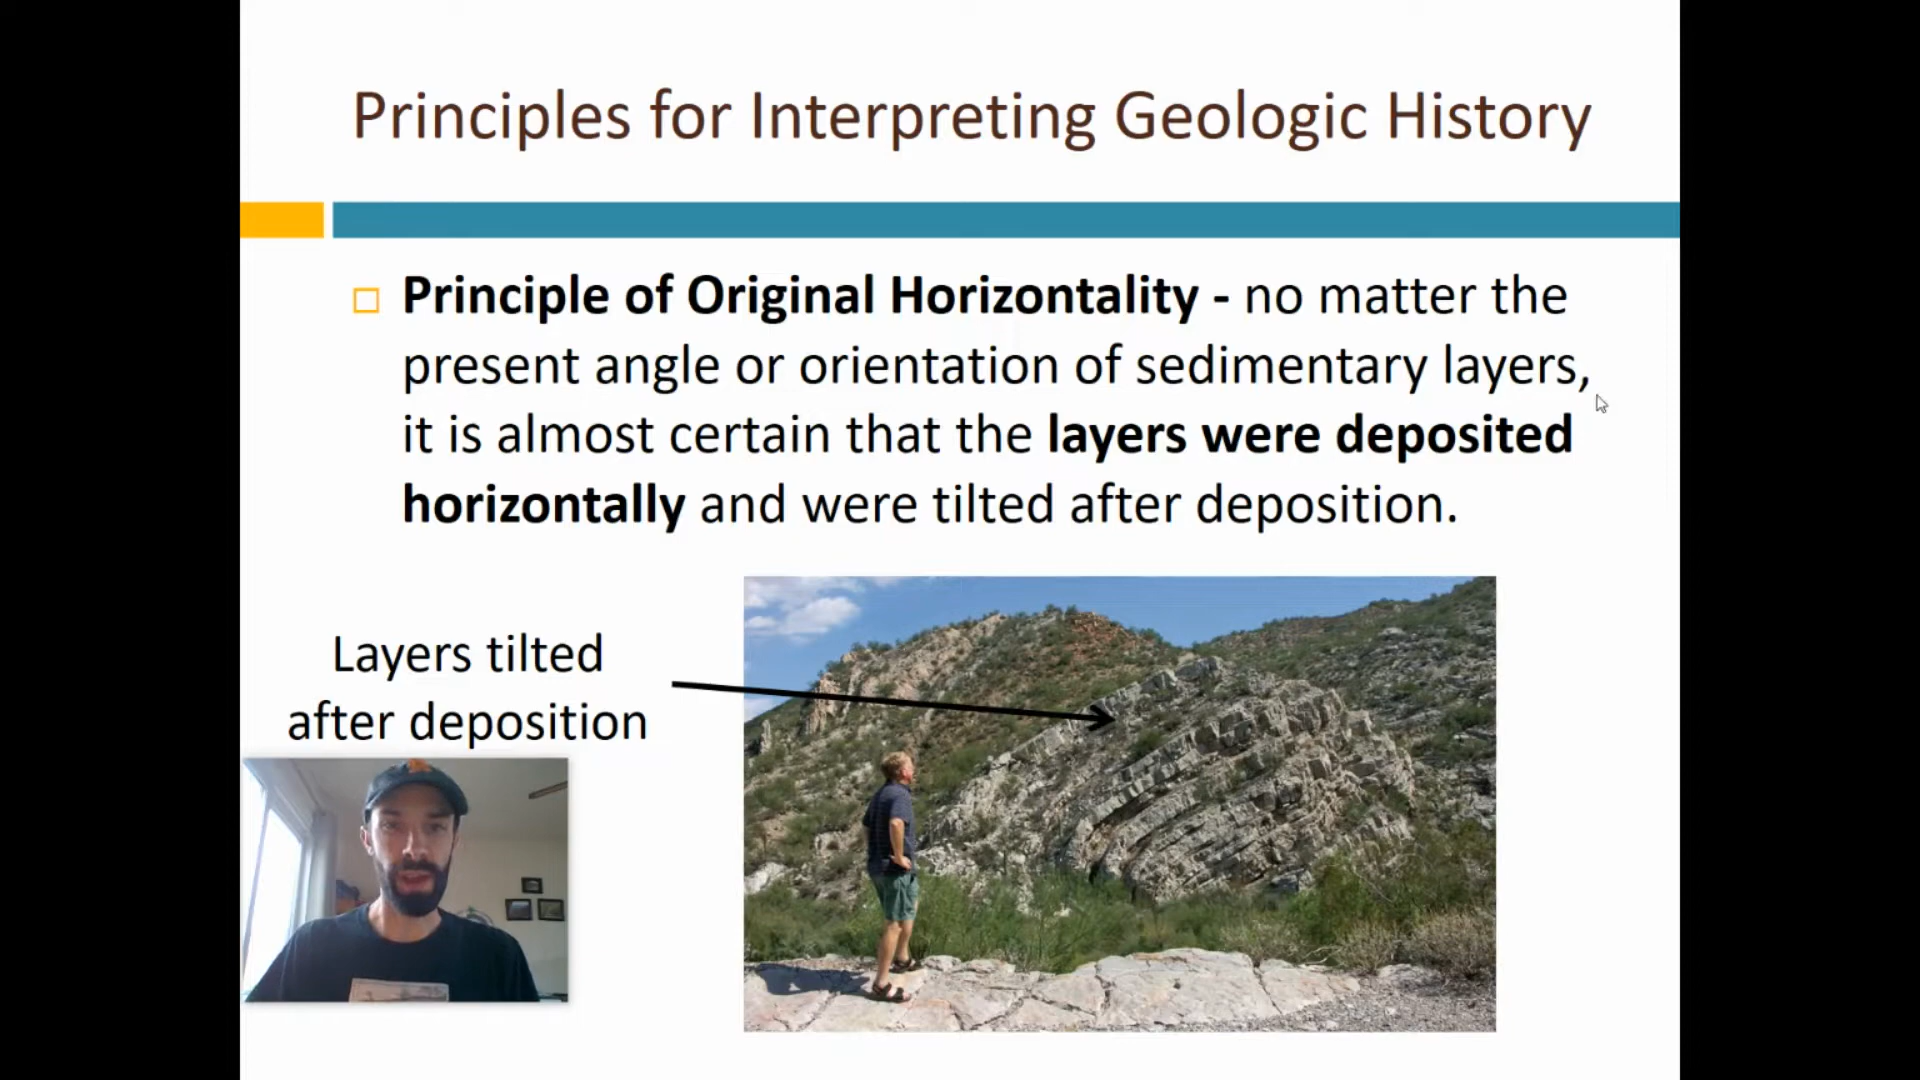 Principles for Interpreting Geologic History
Principle of Original Horizontality - no matter the
present angle or orientation of sedimentary layers,
it is almost certain that the layers were deposited
horizontally and were tilted after deposition.
Layers tilted
after deposition